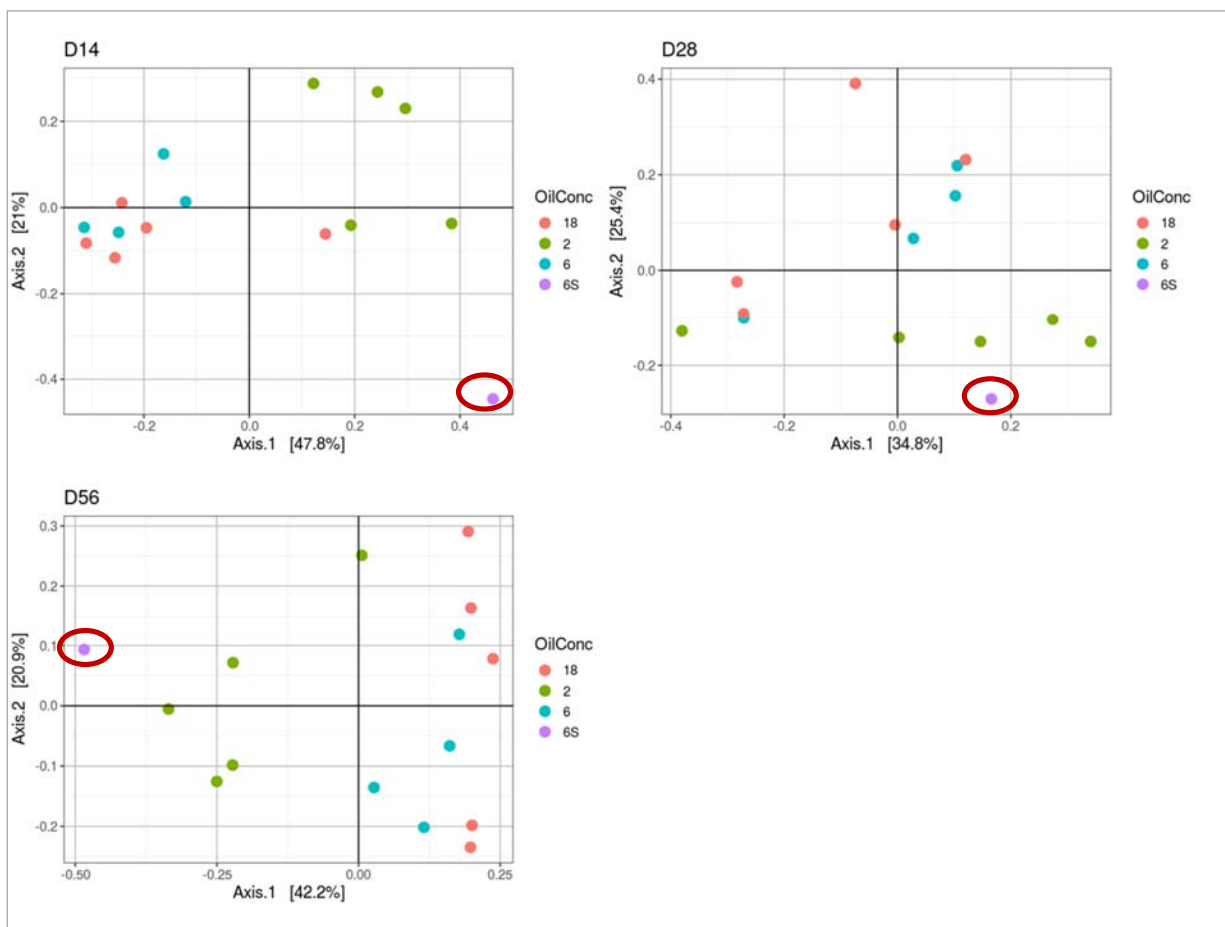 D14
0.2
0.0
-0.2
-0.4
Axis.2 [21%]
-0.2
0.0
0.2
0.4
Axis.1 [47.8%]
OilConc
18
2
6
6S
D28
0.4
0.2
0.0
-0.2
Axis.2 [25.4%]
-0.4
-0.2
0.0
0.2
Axis.1 [34.8%]
OilConc
18
2
6
6S
D56
0.3
0.2
0.1
0.0
-0.1
-0.2
Axis.2 [20.9%]
-0.50
-0.25
0.00
0.25
Axis.1 [42.2%]
OilConc
18
2
6
6S